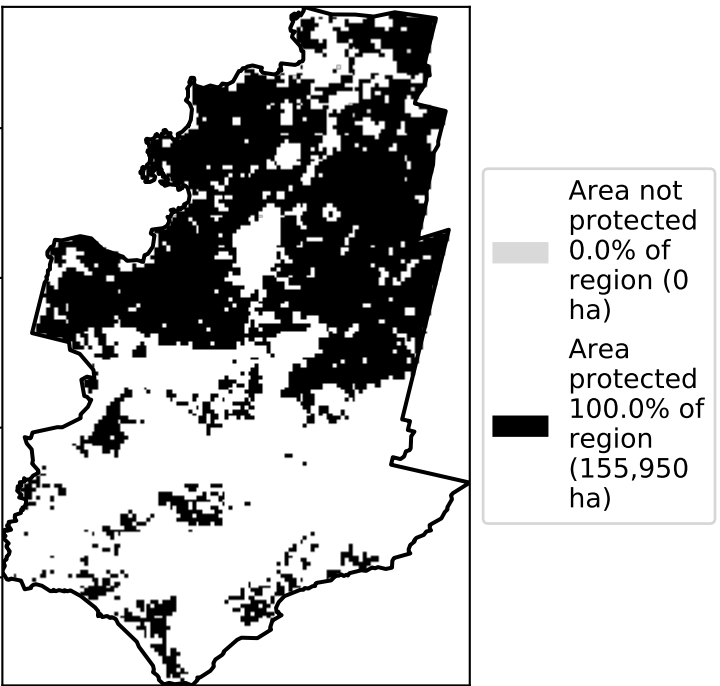 Area not
protected
0.0% of
region (0
ha)
Area
protected
100.0% of
region
(155,950
ha)